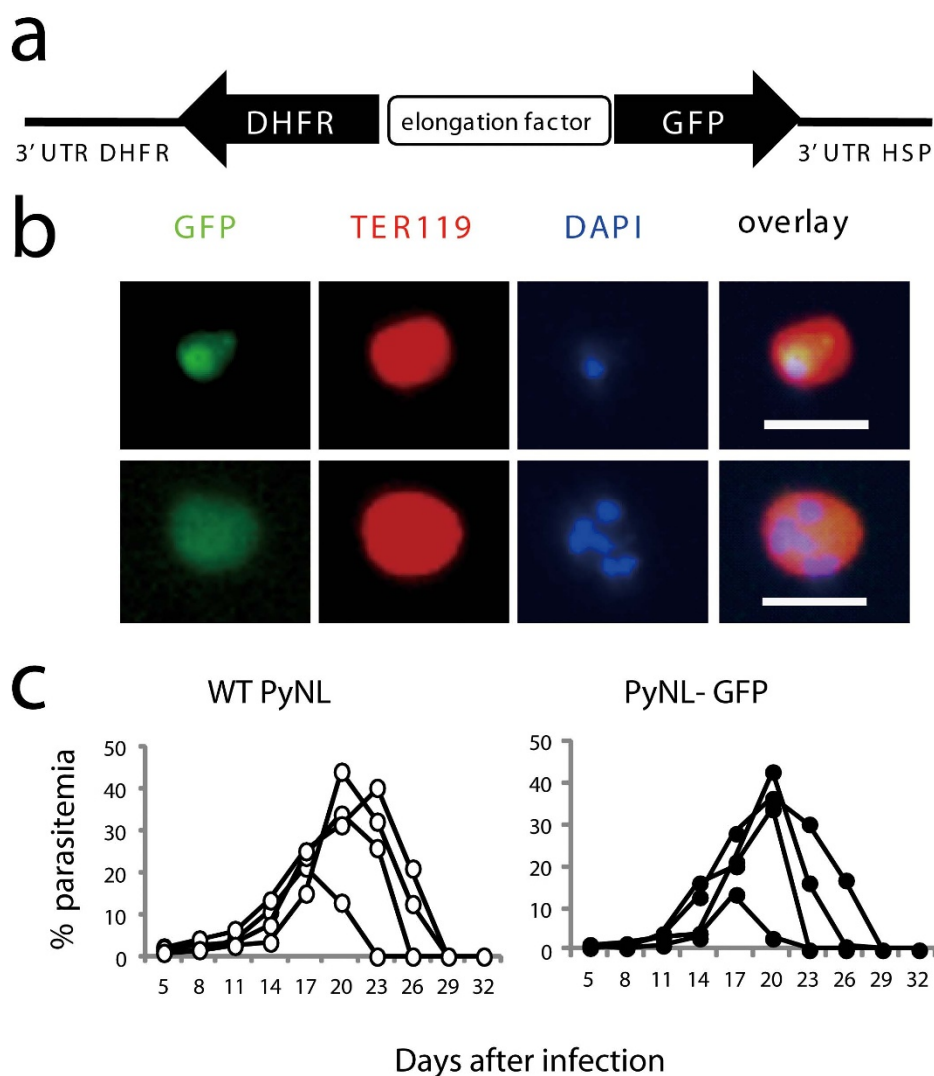 a
DHFR elongation factor GFP
3' UTR DHFR 3' UTR HSP
b
GFP TER119 DAPI overlay
c
WT PyNL PyNL- GFP
% parasitemia
50
40
30
20
10
0
5 8 11 14 17 20 23 26 29 32
50
40
30
20
10
0
5 8 11 14 17 20 23 26 29 32
Days after infection